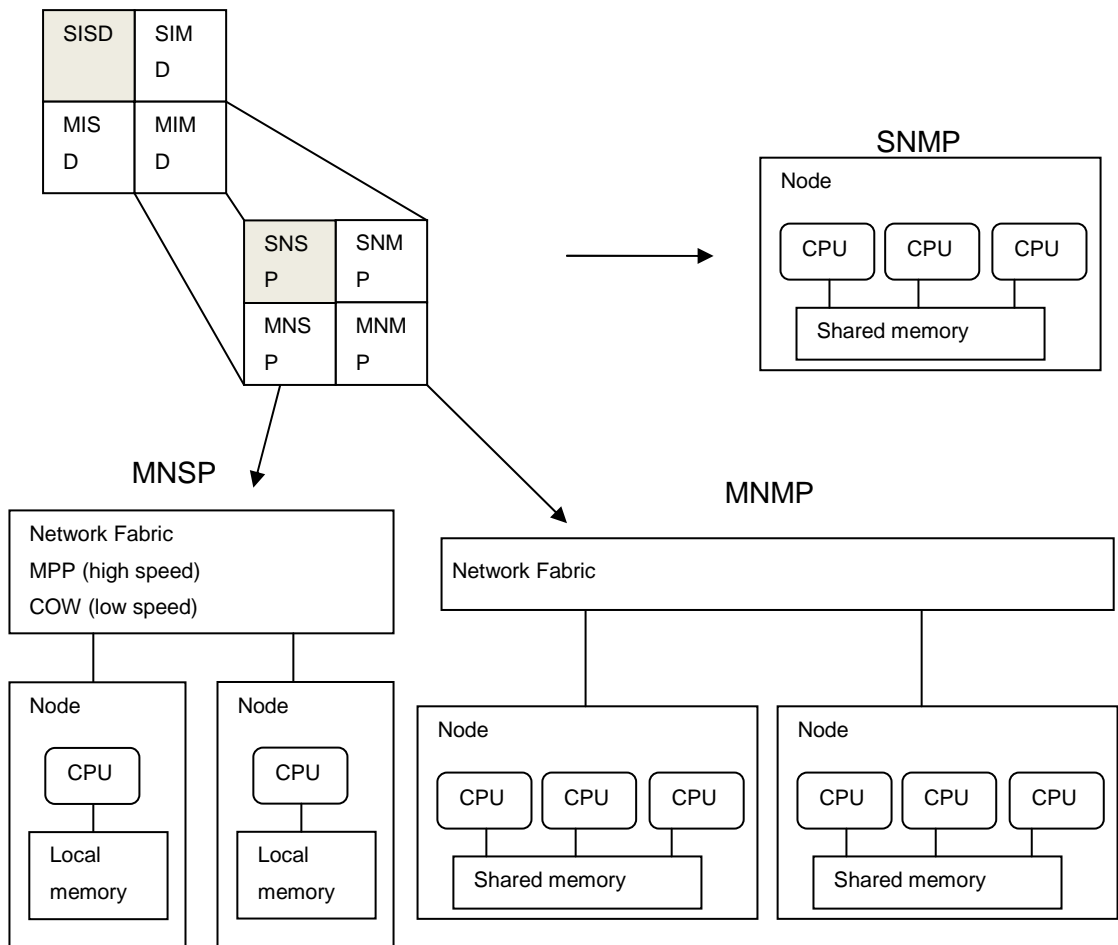 SISD
SIM
D
MIS
D
MIM
D
SNS
P
SNM
P
MNS
P
MNM
P
SNMP
Node
CPU
CPU
CPU
Shared memory
MNSP
Network Fabric
MPP (high speed)
COW (low speed)
Node
CPU
Local
memory
Node
CPU
Local
memory
MNMP
Network Fabric
Node
CPU
CPU
CPU
Shared memory
Node
CPU
CPU
CPU
Shared memory